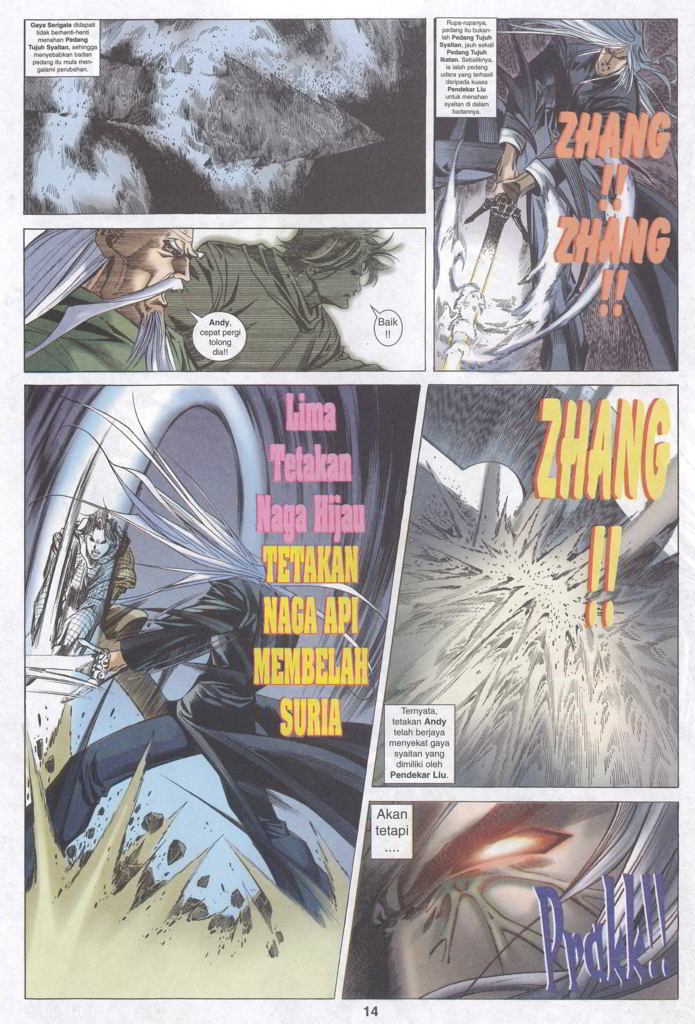 Gaya Serigala didapati
tidak berhenti-henti
menahan Pedang
Tujuh Syaitan, sehingga
menyebabkan badan
pedang itu mula men-
galami perubahan.
Rupa-rupanya,
pedang itu bukan-
lah Pedang Tujuh
Syaitan, jauh sekali
Pedang Tujuh
Ikatan. Sebaliknya,
ia ialah pedang
udara yang terhasil
daripada kuasa
Pendekar Liu
untuk menahan
syaitan di dalam
badannya.
ZHANG
!!
ZHANG
!!
Andy,
cepat pergi
tolong
dia!!
Baik
!!
Lima
Tetakan
Naga Hijau
TETAKAN
NAGA API
MEMBELAH
SURIA
ZHANG
!!
Ternyata,
tetakan Andy
telah berjaya
menyekat gaya
syaitan yang
dimiliki oleh
Pendekar Liu.
Akan
tetapi
....
Prakk!!
14